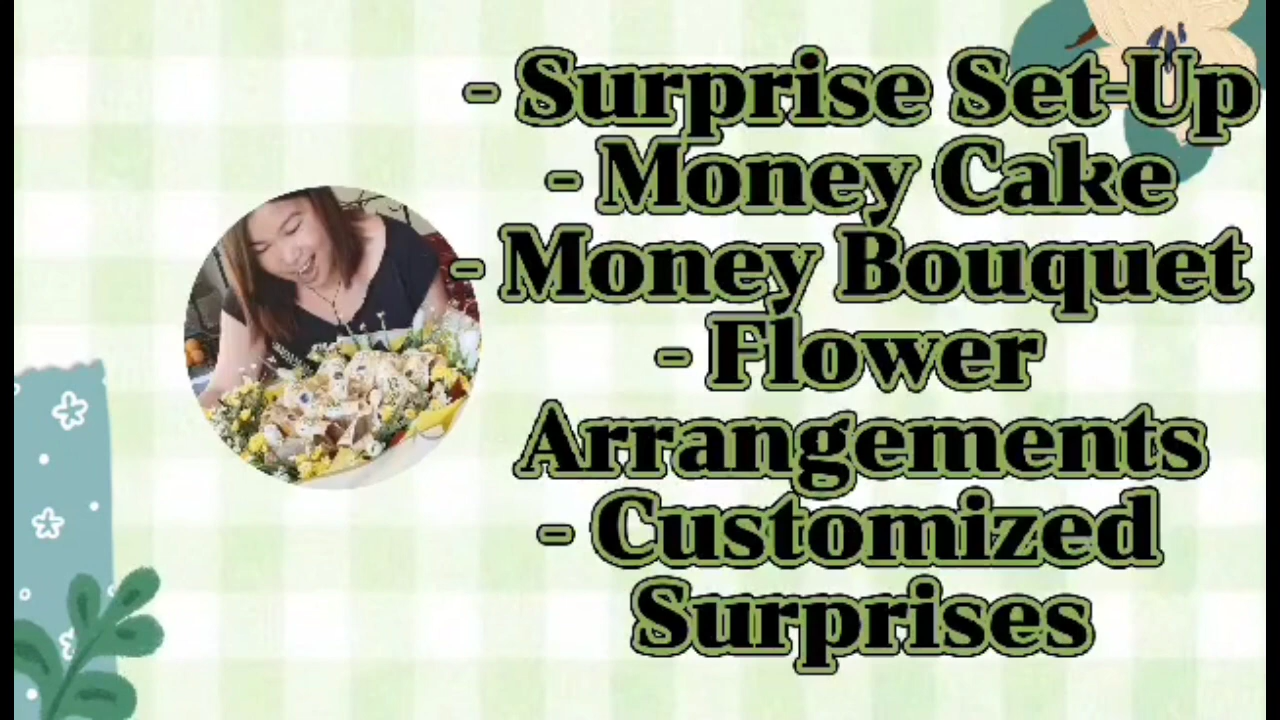 - Surprise Set-Up
- Money Cake
- Money Bouquet
- Flower
Arrangements
- Customized
Surprises